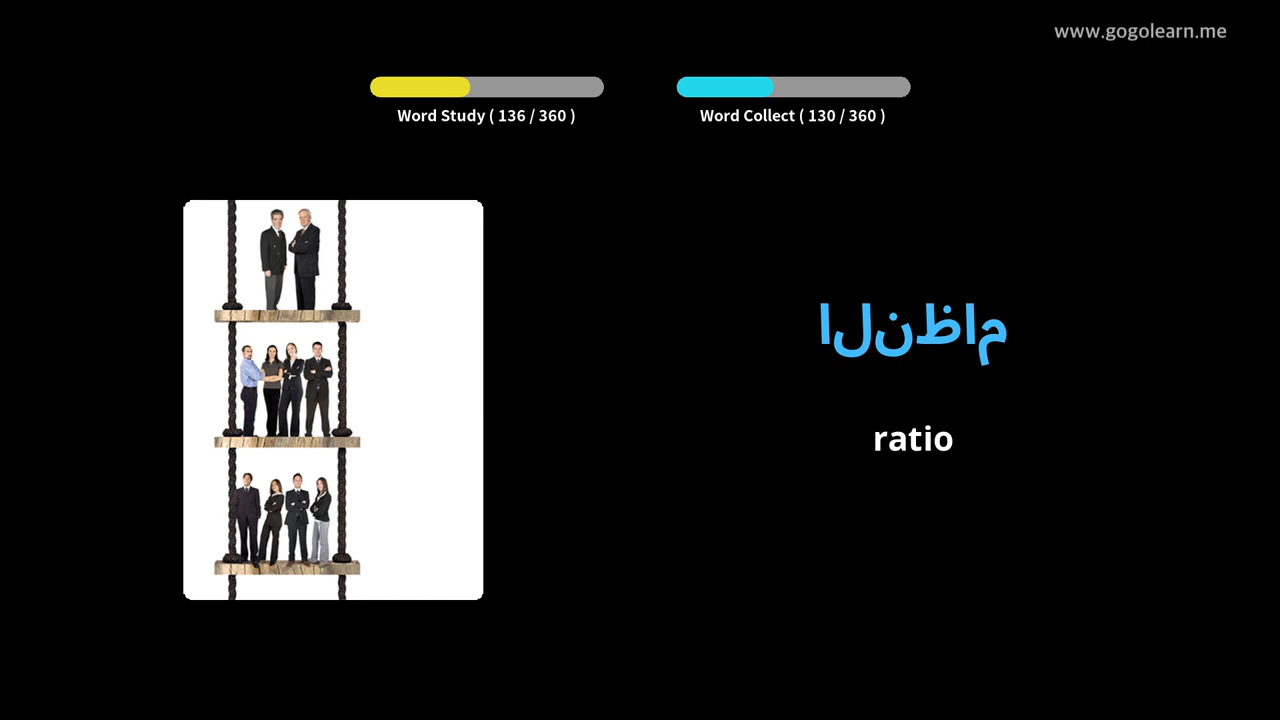 www.gogolearn.me
Word Study ( 136 / 360 )
Word Collect ( 130 / 360 )
النظام
ratio